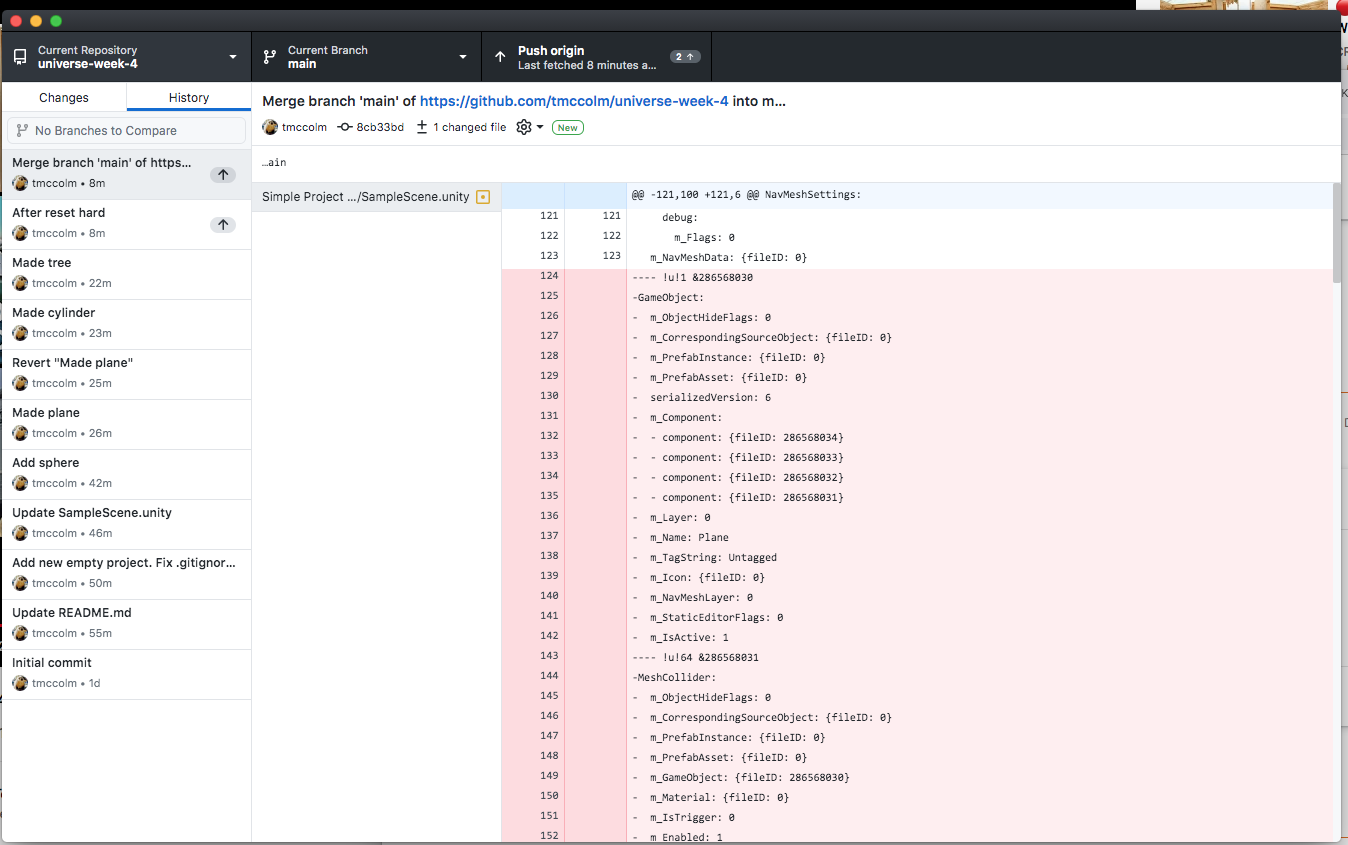 Current Repository
universe-week-4
Current Branch
main
Push origin
Last fetched 8 minutes a...
2
Changes
History
No Branches to Compare
Merge branch 'main' of https...
tmccolm • 8m
After reset hard
tmccolm • 8m
Made tree
tmccolm • 22m
Made cylinder
tmccolm • 23m
Revert "Made plane"
tmccolm • 25m
Made plane
tmccolm • 26m
Add sphere
tmccolm • 42m
Update SampleScene.unity
tmccolm • 46m
Add new empty project. Fix .gitignor...
tmccolm • 50m
Update README.md
tmccolm • 55m
Initial commit
tmccolm • 1d
Merge branch 'main' of https://github.com/tmccolm/universe-week-4 into m...
tmccolm 8cb33bd 1 changed file New
…ain
Simple Project .../SampleScene.unity
@@ -121,100 +121,6 @@ NavMeshSettings:
121 121 debug:
122 122 m_Flags: 0
123 123 m_NavMeshData: {fileID: 0}
124 ---- !u!1 &286568030
125 -GameObject:
126 - m_ObjectHideFlags: 0
127 - m_CorrespondingSourceObject: {fileID: 0}
128 - m_PrefabInstance: {fileID: 0}
129 - m_PrefabAsset: {fileID: 0}
130 - serializedVersion: 6
131 - m_Component:
132 - - component: {fileID: 286568034}
133 - - component: {fileID: 286568033}
134 - - component: {fileID: 286568032}
135 - - component: {fileID: 286568031}
136 - m_Layer: 0
137 - m_Name: Plane
138 - m_TagString: Untagged
139 - m_Icon: {fileID: 0}
140 - m_NavMeshLayer: 0
141 - m_StaticEditorFlags: 0
142 - m_IsActive: 1
143 ---- !u!64 &286568031
144 -MeshCollider:
145 - m_ObjectHideFlags: 0
146 - m_CorrespondingSourceObject: {fileID: 0}
147 - m_PrefabInstance: {fileID: 0}
148 - m_PrefabAsset: {fileID: 0}
149 - m_GameObject: {fileID: 286568030}
150 - m_Material: {fileID: 0}
151 - m_IsTrigger: 0
152 - m_Enabled: 1